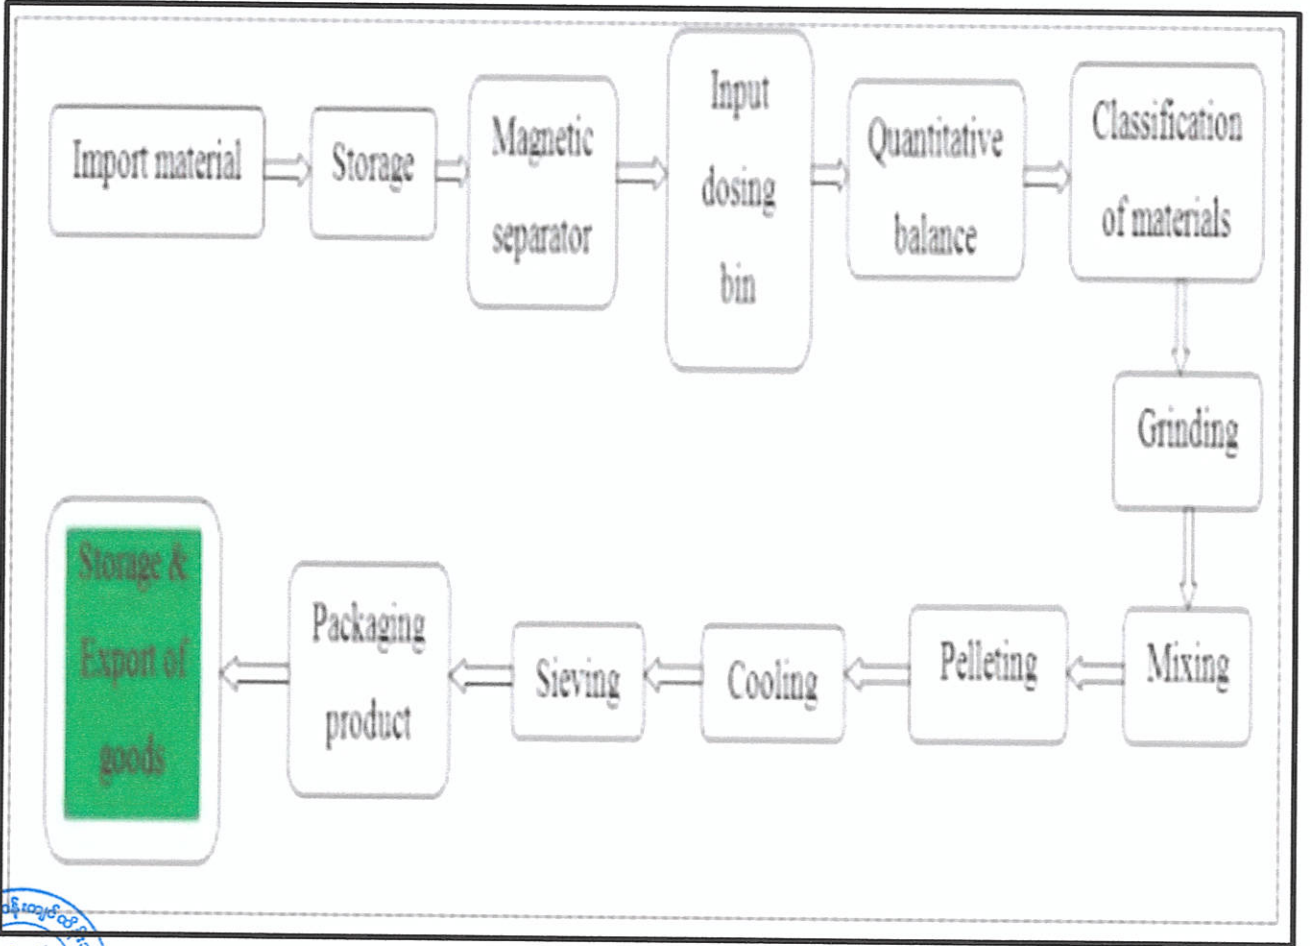 Import material
Storage
Magnetic
separator
Input
dosing
bin
Quantitative
balance
Classification
of materials
Grinding
Mixing
Pelleting
Cooling
Sieving
Packaging
product
Storage &
Export of
goods